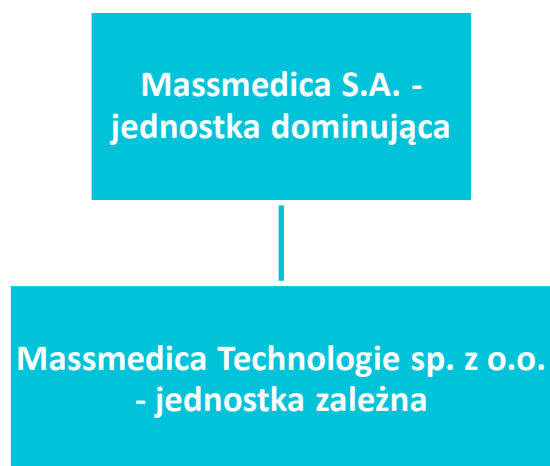 Massmedica S.A. -
jednostka dominująca
Massmedica Technologie sp. z o.o.
- jednostka zależna